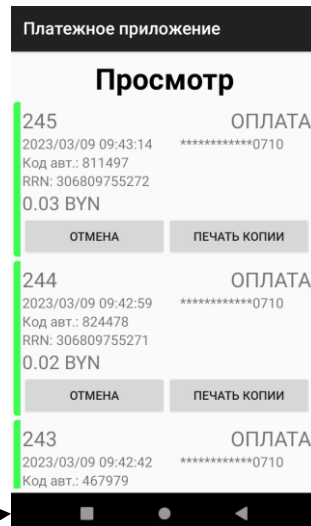 Платежное приложение
Просмотр
245 ОПЛАТА
2023/03/09 09:43:14 ************0710
Код авт.: 811497
RRN: 306809755272
0.03 BYN
ОТМЕНА ПЕЧАТЬ КОПИИ
244 ОПЛАТА
2023/03/09 09:42:59 ************0710
Код авт.: 824478
RRN: 306809755271
0.02 BYN
ОТМЕНА ПЕЧАТЬ КОПИИ
243 ОПЛАТА
2023/03/09 09:42:42 ************0710
Код авт.: 467979